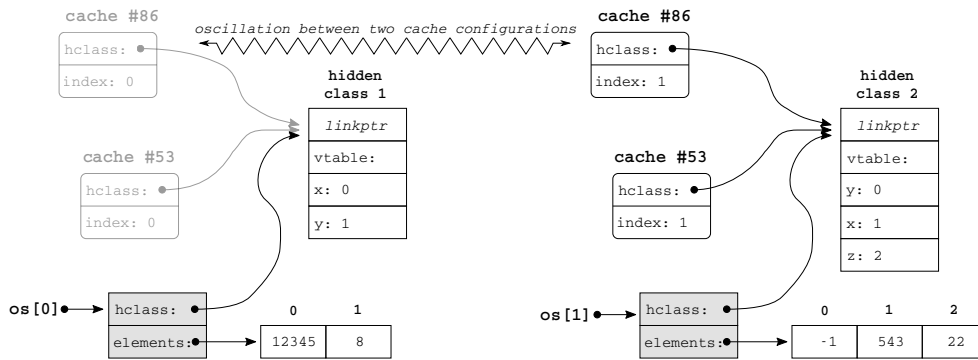 cache #86
hclass:
index: 0
oscillation between two cache configurations
cache #86
hclass:
index: 1
hidden
class 1
linkptr
vtable:
x: 0
y: 1
hidden
class 2
linkptr
vtable:
y: 0
x: 1
z: 2
cache #53
hclass:
index: 0
cache #53
hclass:
index: 1
os[0]
hclass:
elements:
0 1
12345 8
os[1]
hclass:
elements:
0 1 2
-1 543 22